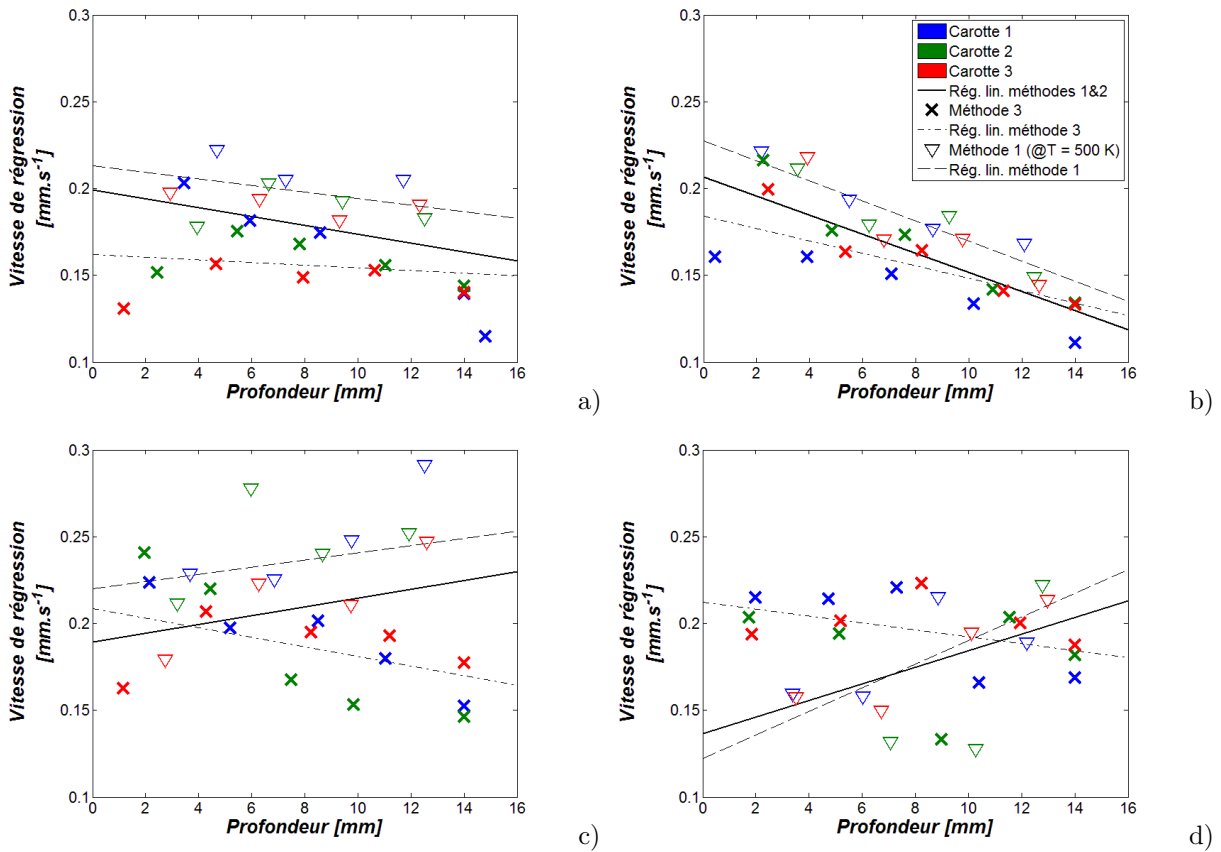 0.3
0.25
0.2
0.15
0.1
Vitesse de régression
[mm.s-1]
0 2 4 6 8 10 12 14 16
Profondeur [mm]
a)
0.3
0.25
0.2
0.15
0.1
Vitesse de régression
[mm.s-1]
0 2 4 6 8 10 12 14 16
Profondeur [mm]
Carotte 1
Carotte 2
Carotte 3
Rég. lin. méthodes 1&2
Méthode 3
Rég. lin. méthode 3
Méthode 1 (@T = 500 K)
Rég. lin. méthode 1
b)
0.3
0.25
0.2
0.15
0.1
Vitesse de régression
[mm.s-1]
0 2 4 6 8 10 12 14 16
Profondeur [mm]
c)
0.3
0.25
0.2
0.15
0.1
Vitesse de régression
[mm.s-1]
0 2 4 6 8 10 12 14 16
Profondeur [mm]
d)